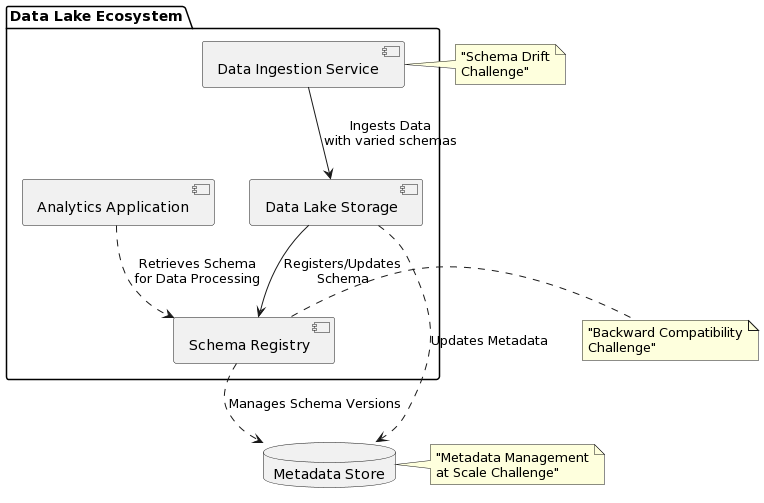 Data Lake Ecosystem
Data Ingestion Service
"Schema Drift
Challenge"
Ingests Data
with varied schemas
Analytics Application
Data Lake Storage
Retrieves Schema
for Data Processing
Registers/Updates
Schema
"Backward Compatibility
Challenge"
Schema Registry
Updates Metadata
Manages Schema Versions
"Metadata Management
at Scale Challenge"
Metadata Store